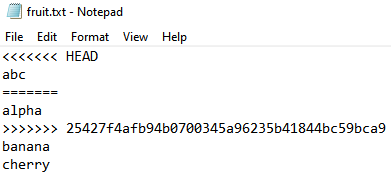 fruit.txt - Notepad
File Edit Format View Help
<<<<<<< HEAD
abc
=======
alpha
>>>>>>> 25427f4afb94b0700345a96235b41844bc59bca9
banana
cherry